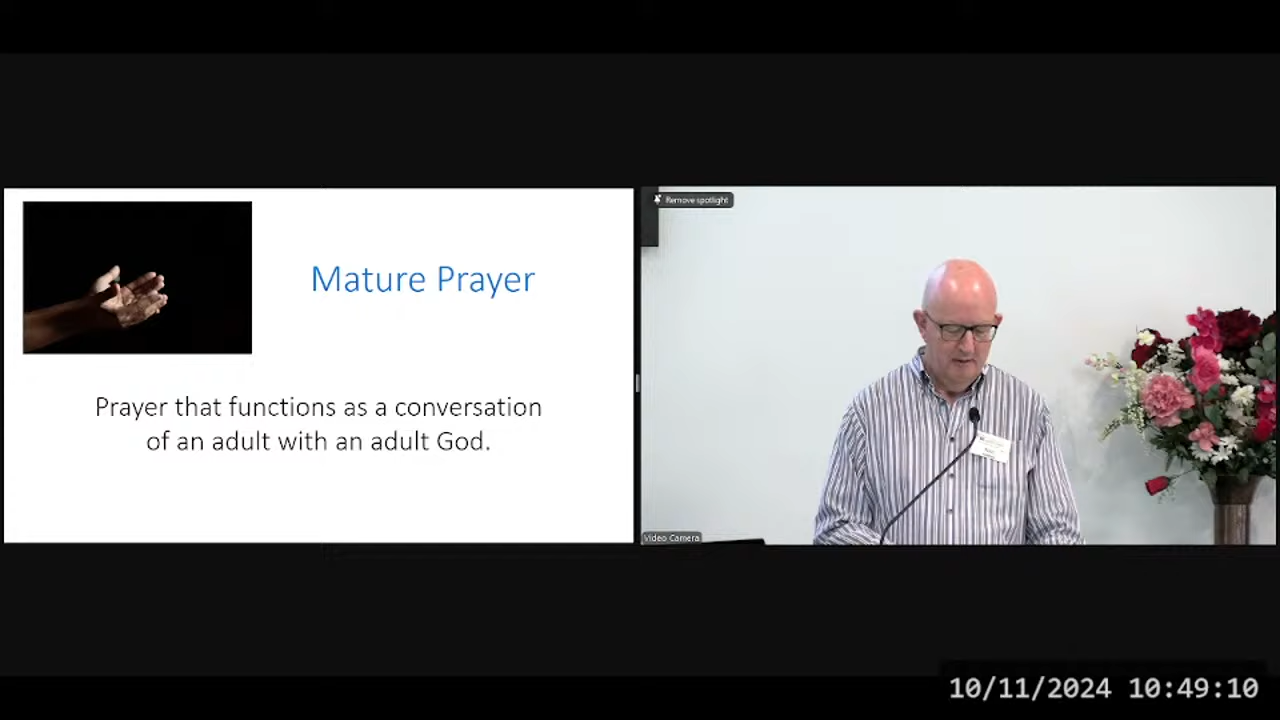 Mature Prayer
Prayer that functions as a conversation
of an adult with an adult God.
Remove spotlight
Video Camera
10/11/2024 10:49:10